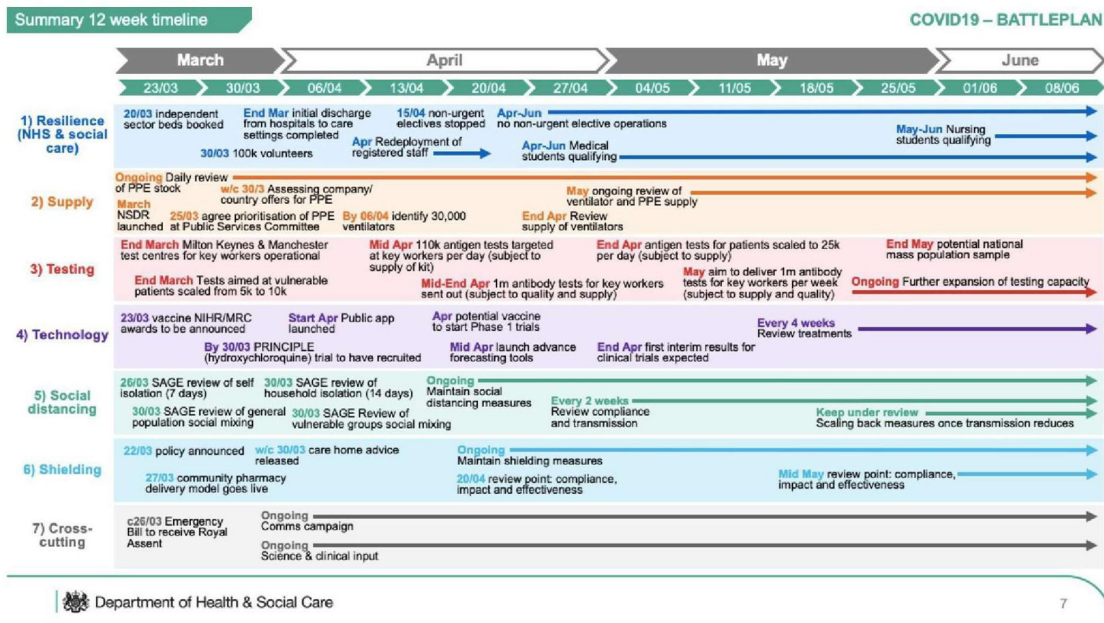 Summary 12 week timeline
COVID19 – BATTLEPLAN
March
April
May
June
23/03
30/03
06/04
13/04
20/04
27/04
04/05
11/05
18/05
25/05
01/06
08/06
1) Resilience
(NHS & social
care)
20/03 independent
sector beds booked
End Mar initial discharge
from hospitals to care
settings completed
15/04 non-urgent
electives stopped
Apr-Jun
no non-urgent elective operations
30/03 100k volunteers
Apr Redeployment of
registered staff
Apr-Jun Medical
students qualifying
May-Jun Nursing
students qualifying
2) Supply
Ongoing Daily review
of PPE stock
w/c 30/3 Assessing company/
country offers for PPE
May ongoing review of
ventilator and PPE supply
March
NSDR
launched
25/03 agree prioritisation of PPE
at Public Services Committee
By 06/04 identify 30,000
ventilators
End Apr Review
supply of ventilators
3) Testing
End March Milton Keynes & Manchester
test centres for key workers operational
Mid Apr 110k antigen tests targeted
at key workers per day (subject to
supply of kit)
End Apr antigen tests for patients scaled to 25k
per day (subject to supply)
End May potential national
mass population sample
End March Tests aimed at vulnerable
patients scaled from 5k to 10k
Mid-End Apr 1m antibody tests for key workers
sent out (subject to quality and supply)
May aim to deliver 1m antibody
tests for key workers per week
(subject to supply and quality)
Ongoing Further expansion of testing capacity
4) Technology
23/03 vaccine NIHR/MRC
awards to be announced
Start Apr Public app
launched
Apr potential vaccine
to start Phase 1 trials
Every 4 weeks
Review treatments
By 30/03 PRINCIPLE
(hydroxychloroquine) trial to have recruited
Mid Apr launch advance
forecasting tools
End Apr first interim results for
clinical trials expected
5) Social
distancing
26/03 SAGE review of self
isolation (7 days)
30/03 SAGE review of
household isolation (14 days)
Ongoing
Maintain social
distancing measures
Every 2 weeks
Review compliance
and transmission
30/03 SAGE review of general
population social mixing
30/03 SAGE Review of
vulnerable groups social mixing
Keep under review
Scaling back measures once transmission reduces
6) Shielding
22/03 policy announced
w/c 30/03 care home advice
released
Ongoing
Maintain shielding measures
27/03 community pharmacy
delivery model goes live
20/04 review point: compliance,
impact and effectiveness
Mid May review point: compliance,
impact and effectiveness
7) Cross-
cutting
c26/03 Emergency
Bill to receive Royal
Assent
Ongoing
Comms campaign
Ongoing
Science & clinical input
Department of Health & Social Care
7